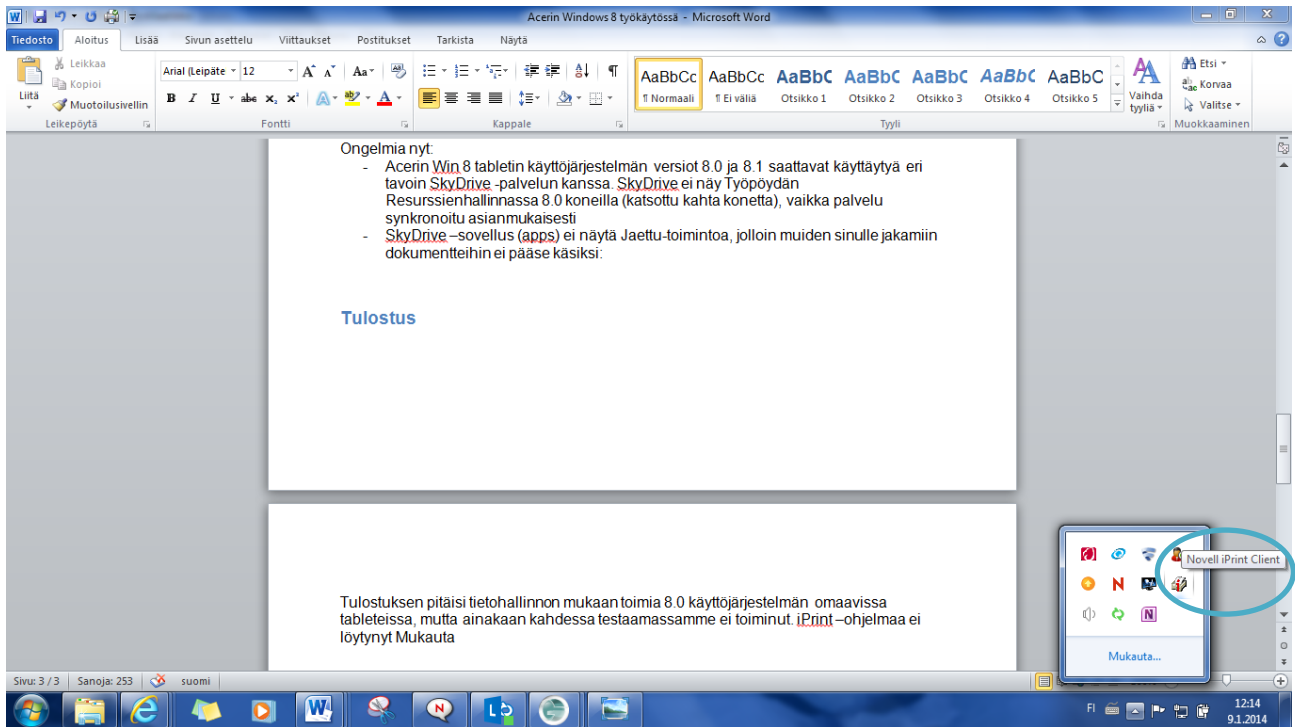 Acerin Windows 8 työkäytössä - Microsoft Word
Tiedosto Aloitus Lisää Sivun asettelu Viittaukset Postitukset Tarkista Näytä
Liitä
Leikkaa
Kopioi
Muotoilusivellin
Leikepöytä
Arial (Leipäte 12
Fontti
Kappale
AaBbCc AaBbCc AaBbC AaBbC AaBbC AaBbC AaBbC
¶ Normaali ¶ Ei väliä Otsikko 1 Otsikko 2 Otsikko 3 Otsikko 4 Otsikko 5
Tyyli
Vaihda
tyyliä
Etsi
Korvaa
Valitse
Muokkaaminen
Ongelmia nyt:
- Acerin Win 8 tabletin käyttöjärjestelmän versiot 8.0 ja 8.1 saattavat käyttäytyä eri
tavoin SkyDrive -palvelun kanssa. SkyDrive ei näy Työpöydän
Resurssienhallinnassa 8.0 koneilla (katsottu kahta konetta), vaikka palvelu
synkronoitu asianmukaisesti
- SkyDrive –sovellus (apps) ei näytä Jaettu-toimintoa, jolloin muiden sinulle jakamiin
dokumentteihin ei pääse käsiksi:
Tulostus
Tulostuksen pitäisi tietohallinnon mukaan toimia 8.0 käyttöjärjestelmän omaavissa
tableteissa, mutta ainakaan kahdessa testaamassamme ei toiminut. iPrint –ohjelmaa ei
löytynyt Mukauta
Novell iPrint Client
Mukauta...
Sivu: 3 / 3 Sanoja: 253 suomi
FI
12:14
9.1.2014